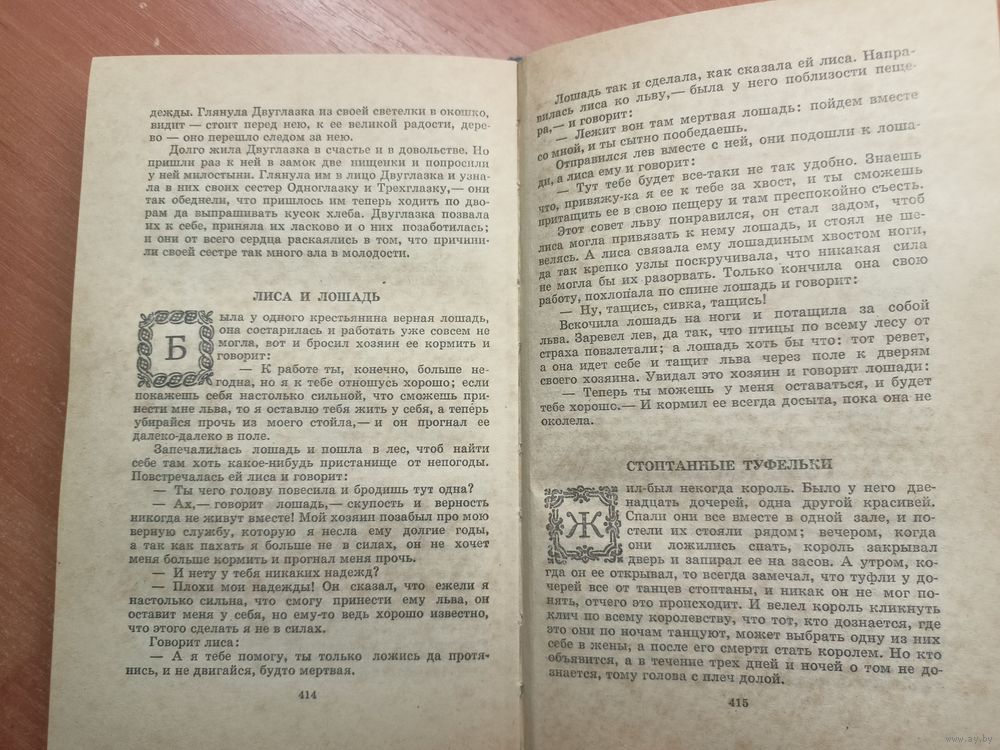 дежды. Глянула Двуглазка из своей светелки в окошко,
видит — стоит перед нею, к ее великой радости, дере-
во — оно перешло следом за нею.
Долго жила Двуглазка в счастье и в довольстве. Но
пришли раз к ней в замок две нищенки и попросили
у ней милостыни. Глянула им в лицо Двуглазка и узна-
ла в них своих сестер Одноглазку и Трехглазку,— они
так обеднели, что пришлось им теперь ходить по дво-
рам да выпрашивать кусок хлеба. Двуглазка позвала
их к себе, приняла их ласково и о них позаботилась;
и они от всего сердца раскаялись в том, что причини-
ли своей сестре так много зла в молодости.
ЛИСА И ЛОШАДЬ
Была у одного крестьянина верная лошадь,
она состарилась и работать уже совсем не
могла, вот и бросил хозяин ее кормить и
говорит:
— К работе ты, конечно, больше не-
годна, но я к тебе отношусь хорошо; если
покажешь себя настолько сильной, что сможешь при-
нести мне льва, то я оставлю тебя жить у себя, а теперь
убирайся прочь из моего стойла,— и он прогнал ее
далеко-далеко в поле.
Запечалилась лошадь и пошла в лес, чтоб найти
себе там хоть какое-нибудь пристанище от непогоды.
Повстречалась ей лиса и говорит:
— Ты чего голову повесила и бродишь тут одна?
— Ах,— говорит лошадь,— скупость и верность
никогда не живут вместе! Мой хозяин позабыл про мою
верную службу, которую я несла ему долгие годы,
а так как пахать я больше не в силах, он не хочет
меня больше кормить и прогнал меня прочь.
— И нету у тебя никаких надежд?
— Плохи мои надежды! Он сказал, что ежели я
настолько сильна, что смогу принести ему льва, он
оставит меня у себя, но ему-то ведь хорошо известно,
что этого сделать я не в силах.
Говорит лиса:
— А я тебе помогу, ты только ложись да протя-
нись, и не двигайся, будто мертвая.
414
Лошадь так и сделала, как сказала ей лиса. Напра-
вилась лиса ко льву,— была у него поблизости пеще-
ра,— и говорит:
— Лежит вон там мертвая лошадь: пойдем вместе
со мной, и ты сытно пообедаешь.
Отправился лев вместе с ней, они подошли к лоша-
ди, а лиса ему и говорит:
— Тут тебе будет все-таки не так удобно. Знаешь
что, привяжу-ка я ее к тебе за хвост, и ты сможешь
притащить ее в свою пещеру и там преспокойно съесть.
Этот совет льву понравился, он стал задом, чтоб
лиса могла привязать к нему лошадь, и стоял не ше-
велясь. А лиса связала ему лошадиным хвостом ноги,
да так крепко узлы поскручивала, что никакая сила
не могла бы их разорвать. Только кончила она свою
работу, похлопала по спине лошадь и говорит:
— Ну, тащись, сивка, тащись!
Вскочила лошадь на ноги и потащила за собой
льва. Заревел лев, да так, что птицы по всему лесу от
страха повзлетали; а лошадь хоть бы что: тот ревет,
а она идет себе и тащит льва через поле к дверям
своего хозяина. Увидал это хозяин и говорит лошади:
— Теперь ты можешь у меня оставаться, и будет
тебе хорошо.— И кормил ее всегда досыта, пока она не
околела.
СТОПТАННЫЕ ТУФЕЛЬКИ
Жил-был некогда король. Было у него две-
надцать дочерей, одна другой красивей.
Спали они все вместе в одной зале, и по-
стели их стояли рядом; вечером, когда
они ложились спать, король закрывал
дверь и запирал ее на засов. А утром, ко-
гда он ее открывал, то всегда замечал, что туфли у до-
черей все от танцев стоптаны, и никак он не мог по-
нять, отчего это происходит. И велел король кликнуть
клич по всему королевству, что тот, кто дознается, где
это они по ночам танцуют, может выбрать одну из них
себе в жены, а после его смерти стать королем. Но кто
объявится, а в течение трех дней и ночей о том не до-
знается, тому голова с плеч долой.
415
www.ay.by